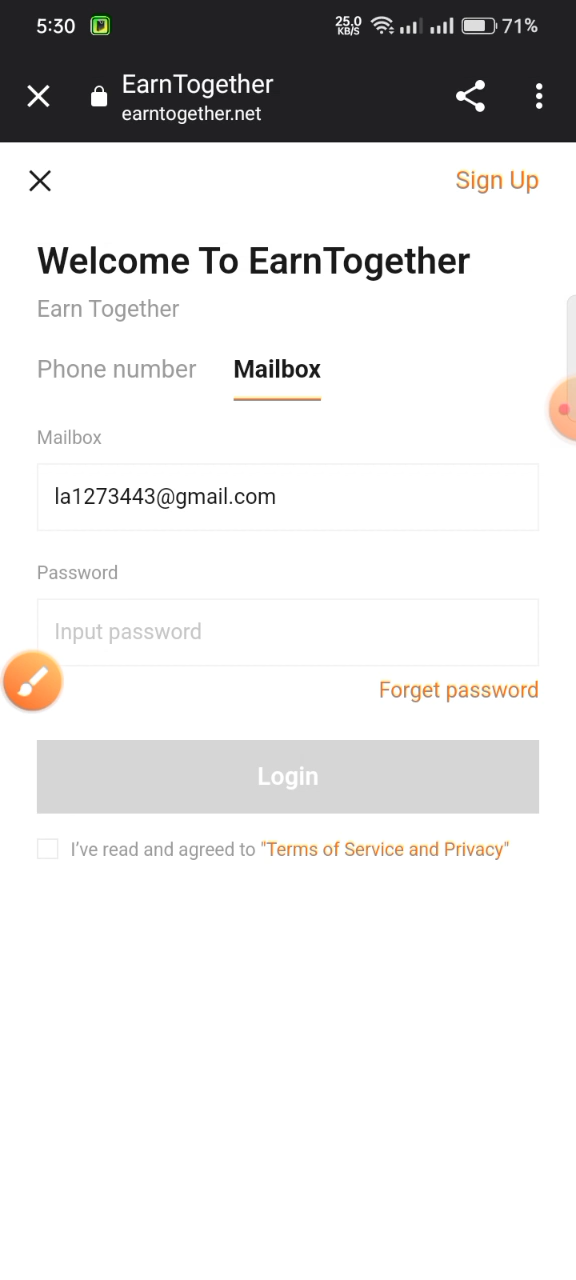 5:30
25.0
KB/S
71%
EarnTogether
earntogether.net
Sign Up
Welcome To EarnTogether
Earn Together
Phone number Mailbox
Mailbox
la1273443@gmail.com
Password
Input password
Forget password
Login
I've read and agreed to "Terms of Service and Privacy"